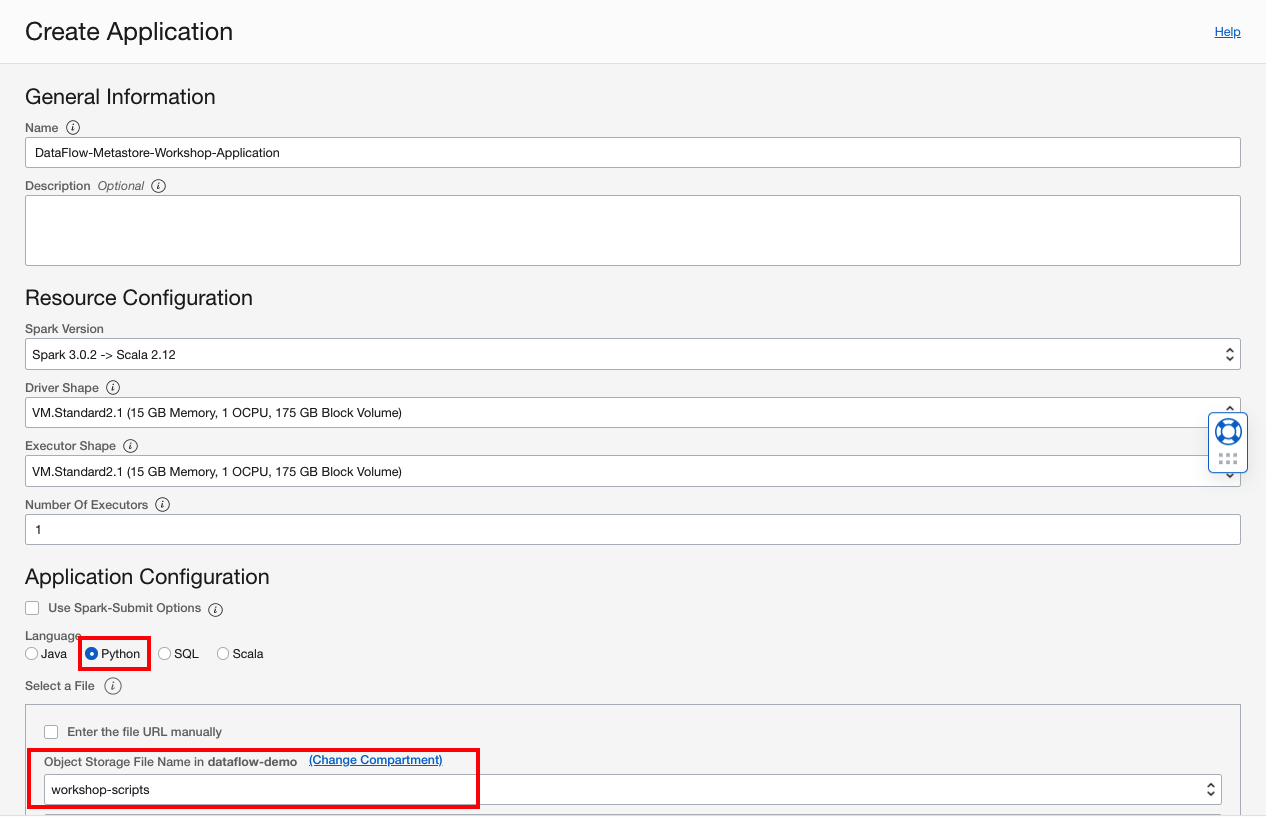 Create Application
Help
General Information
Name
DataFlow-Metastore-Workshop-Application
Description Optional
Resource Configuration
Spark Version
Spark 3.0.2 -> Scala 2.12
Driver Shape
VM.Standard2.1 (15 GB Memory, 1 OCPU, 175 GB Block Volume)
Executor Shape
VM.Standard2.1 (15 GB Memory, 1 OCPU, 175 GB Block Volume)
Number Of Executors
1
Application Configuration
Use Spark-Submit Options
Language
Java Python SQL Scala
Select a File
Enter the file URL manually
Object Storage File Name in dataflow-demo (Change Compartment)
workshop-scripts